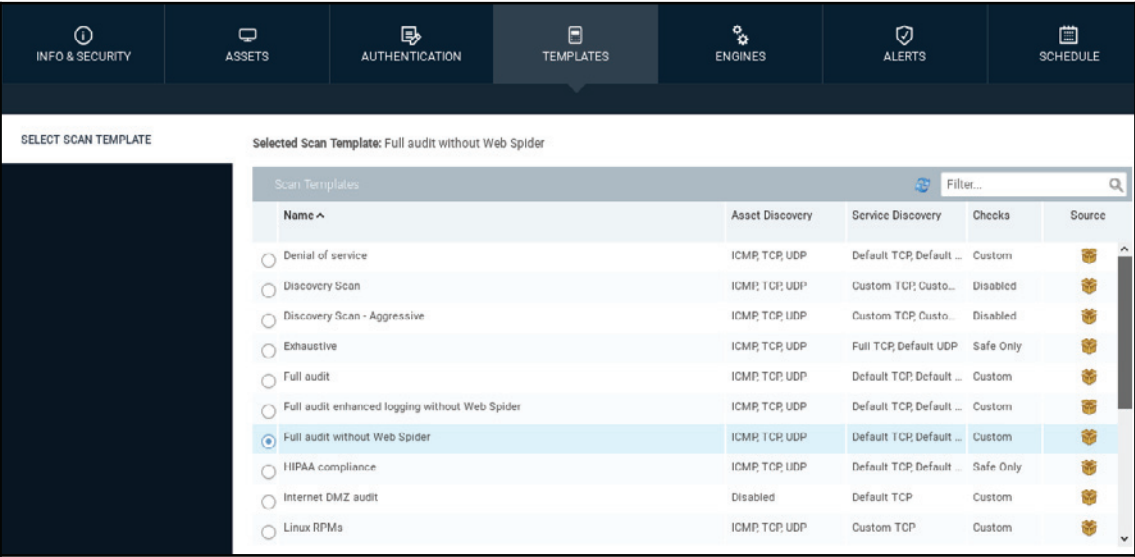 INFO & SECURITY ASSETS AUTHENTICATION TEMPLATES ENGINES ALERTS SCHEDULE
SELECT SCAN TEMPLATE
Selected Scan Template: Full audit without Web Spider
Scan Templates Filter...
Name Asset Discovery Service Discovery Checks Source
Denial of service ICMP, TCP, UDP Default TCP, Default ... Custom
Discovery Scan ICMP, TCP, UDP Custom TCP, Custo... Disabled
Discovery Scan - Aggressive ICMP, TCP, UDP Custom TCP, Custo... Disabled
Exhaustive ICMP, TCP, UDP Full TCP, Default UDP Safe Only
Full audit ICMP, TCP, UDP Default TCP, Default ... Custom
Full audit enhanced logging without Web Spider ICMP, TCP, UDP Default TCP, Default ... Custom
Full audit without Web Spider ICMP, TCP, UDP Default TCP, Default ... Custom
HIPAA compliance ICMP, TCP, UDP Default TCP, Default ... Safe Only
Internet DMZ audit Disabled Default TCP Custom
Linux RPMs ICMP, TCP, UDP Custom TCP Custom